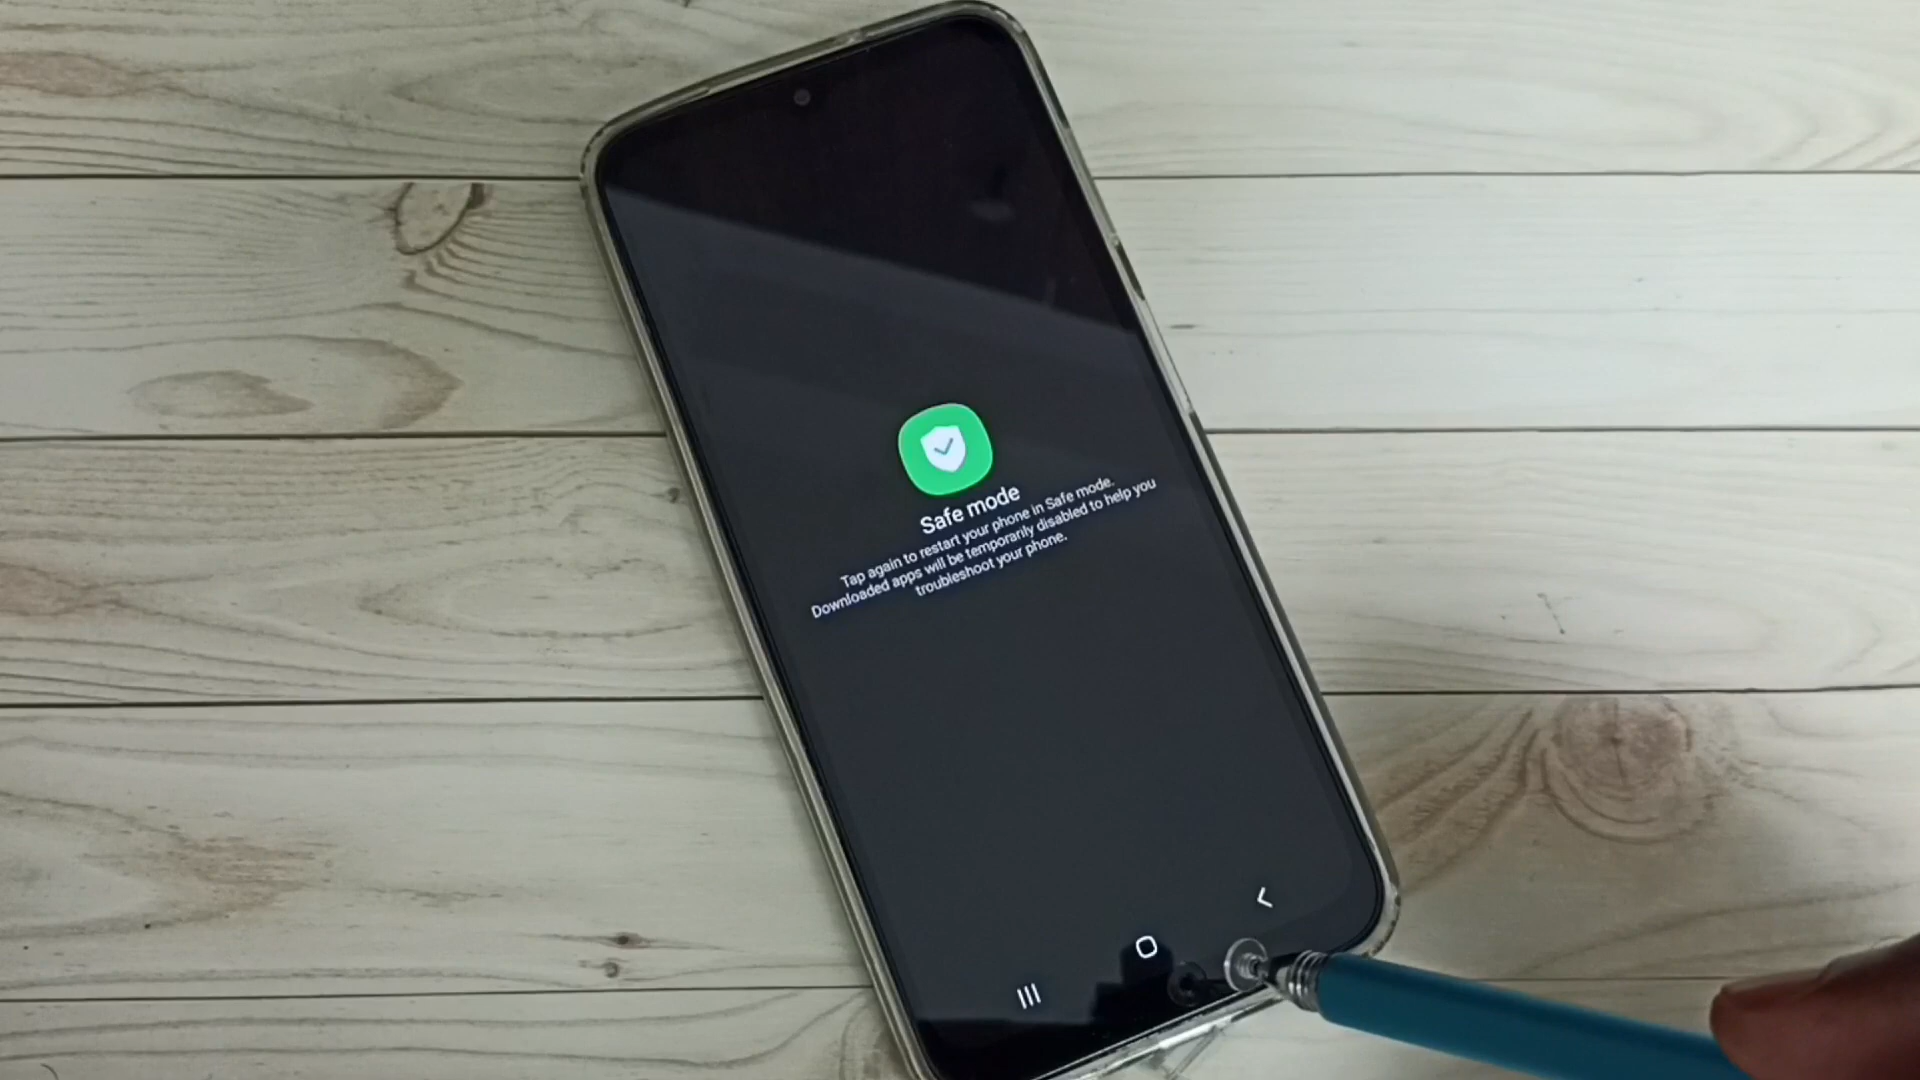 Safe mode
Tap again to restart your phone in Safe mode.
Downloaded apps will be temporarily disabled to help you
troubleshoot your phone.